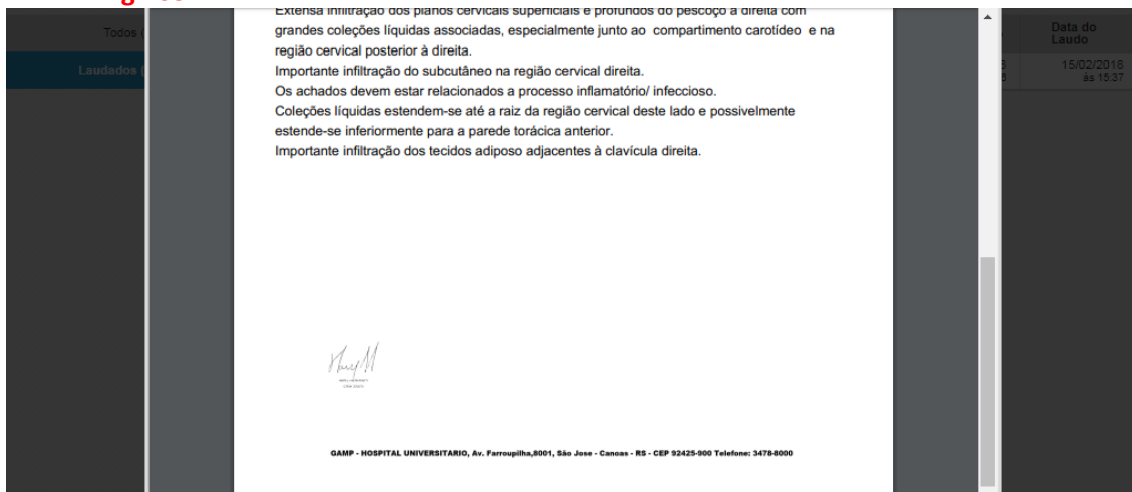 Todos (
Laudados (
Extensa infiltração dos planos cervicais superficiais e profundos do pescoço à direita com
grandes coleções líquidas associadas, especialmente junto ao compartimento carotídeo e na
região cervical posterior à direita.
Importante infiltração do subcutâneo na região cervical direita.
Os achados devem estar relacionados a processo inflamatório/ infeccioso.
Coleções líquidas estendem-se até a raiz da região cervical deste lado e possivelmente
estende-se inferiormente para a parede torácica anterior.
Importante infiltração dos tecidos adiposo adjacentes à clavícula direita.
Data do
Laudo
15/02/2018
às 15:37
GAMP - HOSPITAL UNIVERSITARIO, Av. Farroupilha,8001, São Jose - Canoas - RS - CEP 92425-900 Telefone: 3478-8000